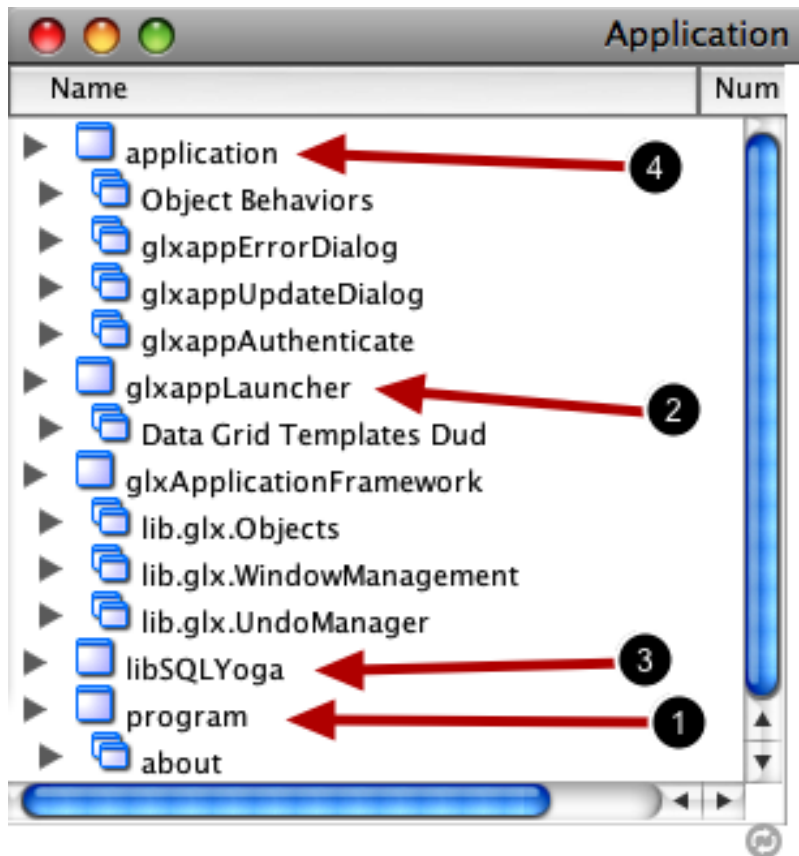 Application
Name Num
application 4
Object Behaviors
glxappErrorDialog
glxappUpdateDialog
glxappAuthenticate
glxappLauncher 2
Data Grid Templates Dud
glxApplicationFramework
lib.glx.Objects
lib.glx.WindowManagement
lib.glx.UndoManager
libSQLYoga 3
program 1
about